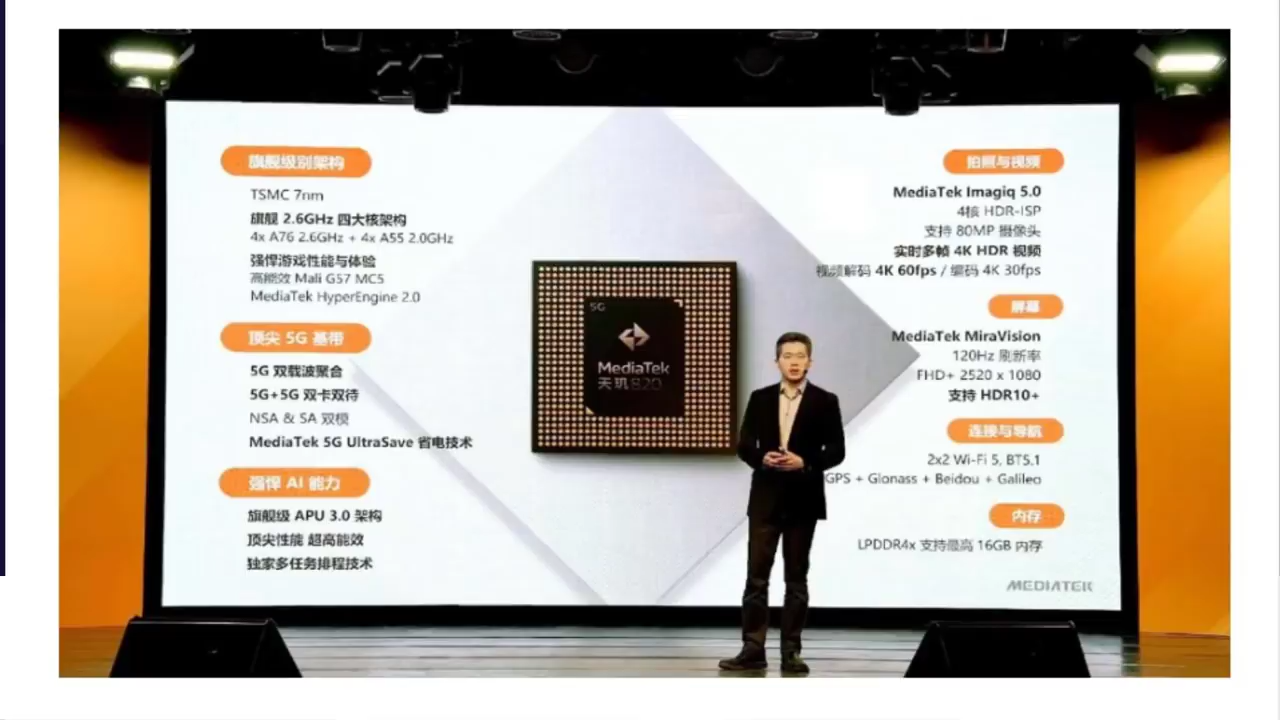 旗舰级别架构
TSMC 7nm
旗舰 2.6GHz 四大核架构
4x A76 2.6GHz + 4x A55 2.0GHz
强悍游戏性能与体验
高能效 Mali G57 MC5
MediaTek HyperEngine 2.0
顶尖 5G 基带
5G 双载波聚合
5G+5G 双卡双待
NSA & SA 双模
MediaTek 5G UltraSave 省电技术
强悍 AI 能力
旗舰级 APU 3.0 架构
顶尖性能 超高能效
独家多任务排程技术
5G
MediaTek
天玑 820
拍照与视频
MediaTek Imagiq 5.0
4核 HDR-ISP
支持 80MP 摄像头
实时多帧 4K HDR 视频
视频解码 4K 60fps / 编码 4K 30fps
屏幕
MediaTek MiraVision
120Hz 刷新率
FHD+ 2520 x 1080
支持 HDR10+
连接与导航
2x2 Wi-Fi 5, BT5.1
GPS + Glonass + Beidou + Galileo
内存
LPDDR4x 支持最高 16GB 内存
MEDIATEK